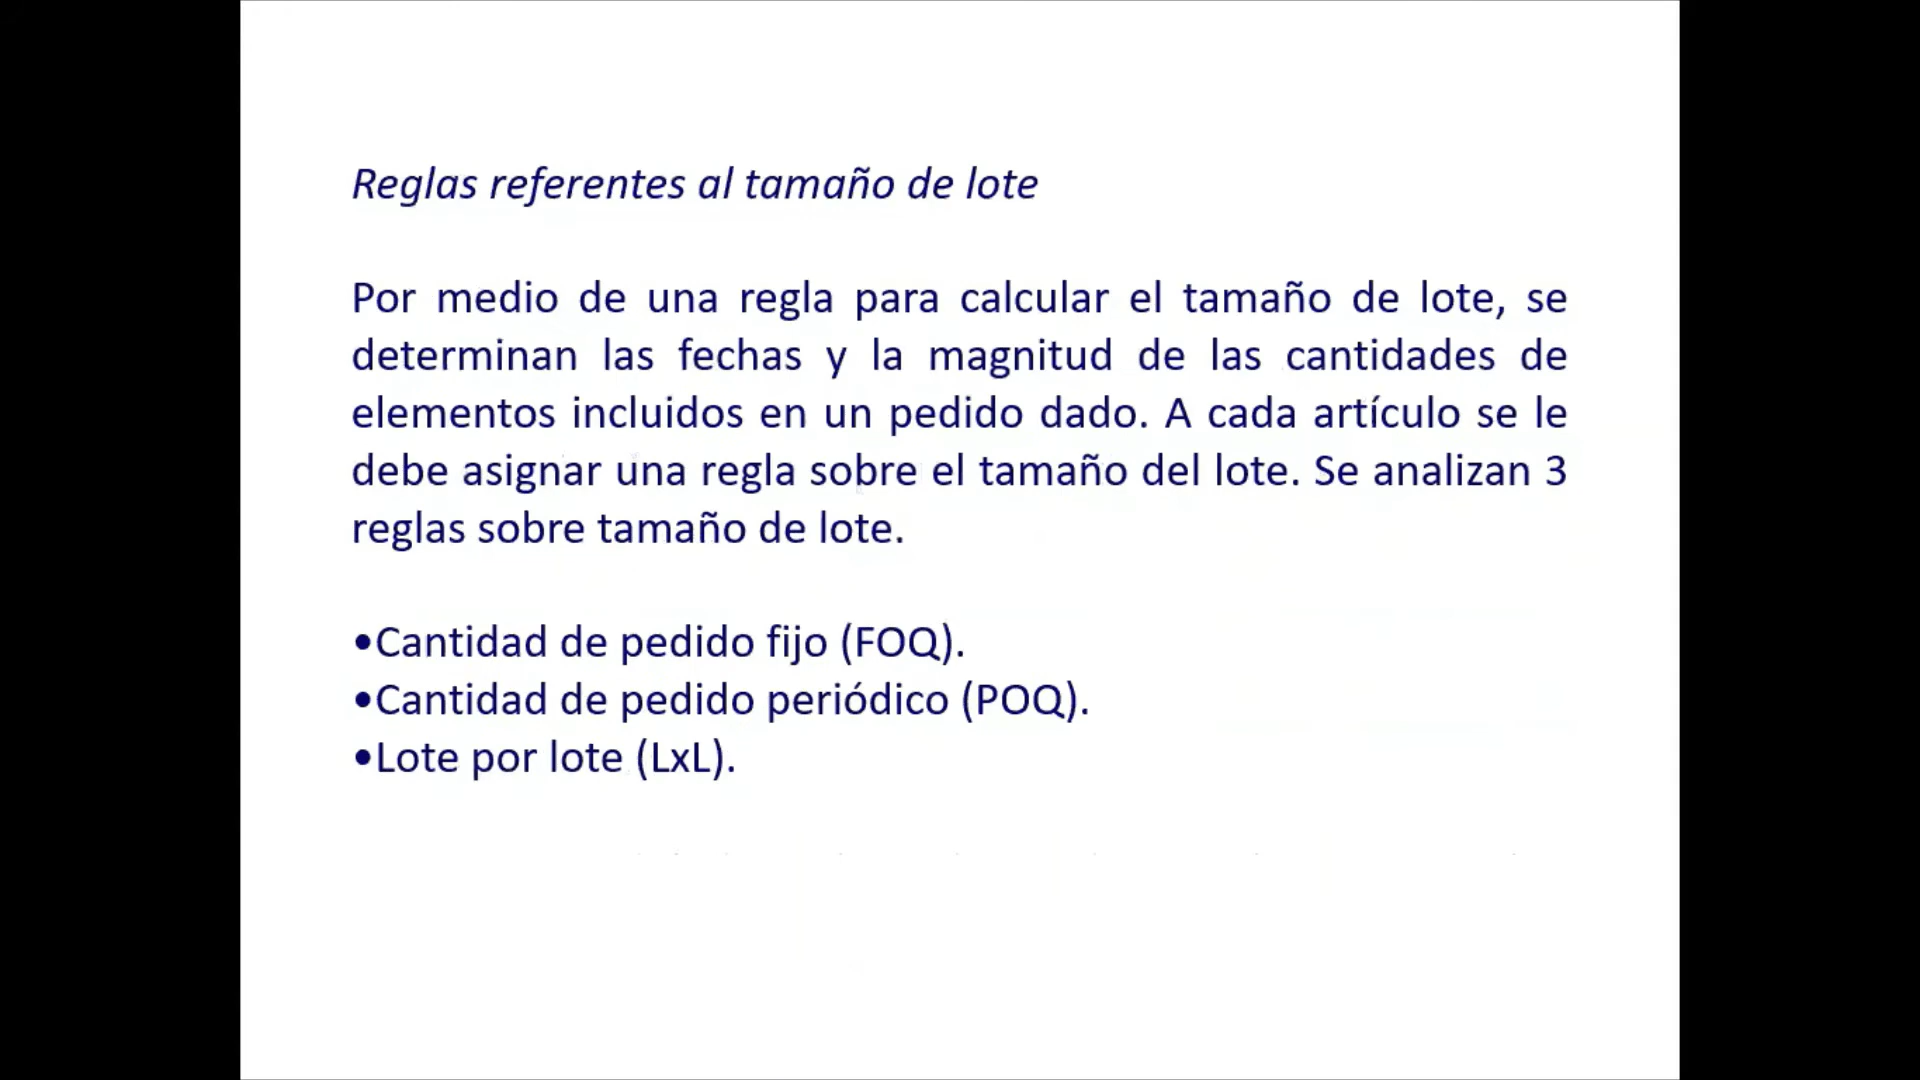 Reglas referentes al tamaño de lote
Por medio de una regla para calcular el tamaño de lote, se
determinan las fechas y la magnitud de las cantidades de
elementos incluidos en un pedido dado. A cada artículo se le
debe asignar una regla sobre el tamaño del lote. Se analizan 3
reglas sobre tamaño de lote.
•Cantidad de pedido fijo (FOQ).
•Cantidad de pedido periódico (POQ).
•Lote por lote (LxL).